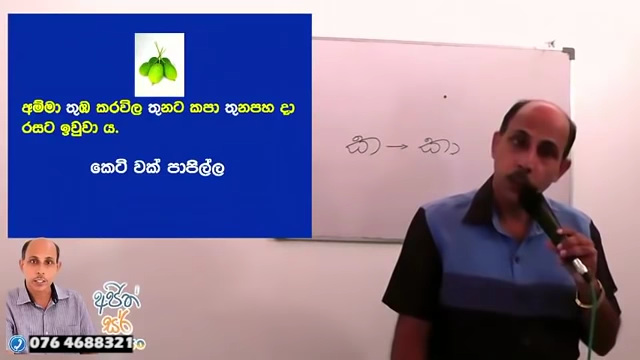 අම්මා තුඹ කරවිල තුනට කපා තුනපහ දා
රසට ඉවුවා ය.
කෙටි වක් පාපිල්ල
ක → කා
අජිත්
සර්
076 4688321